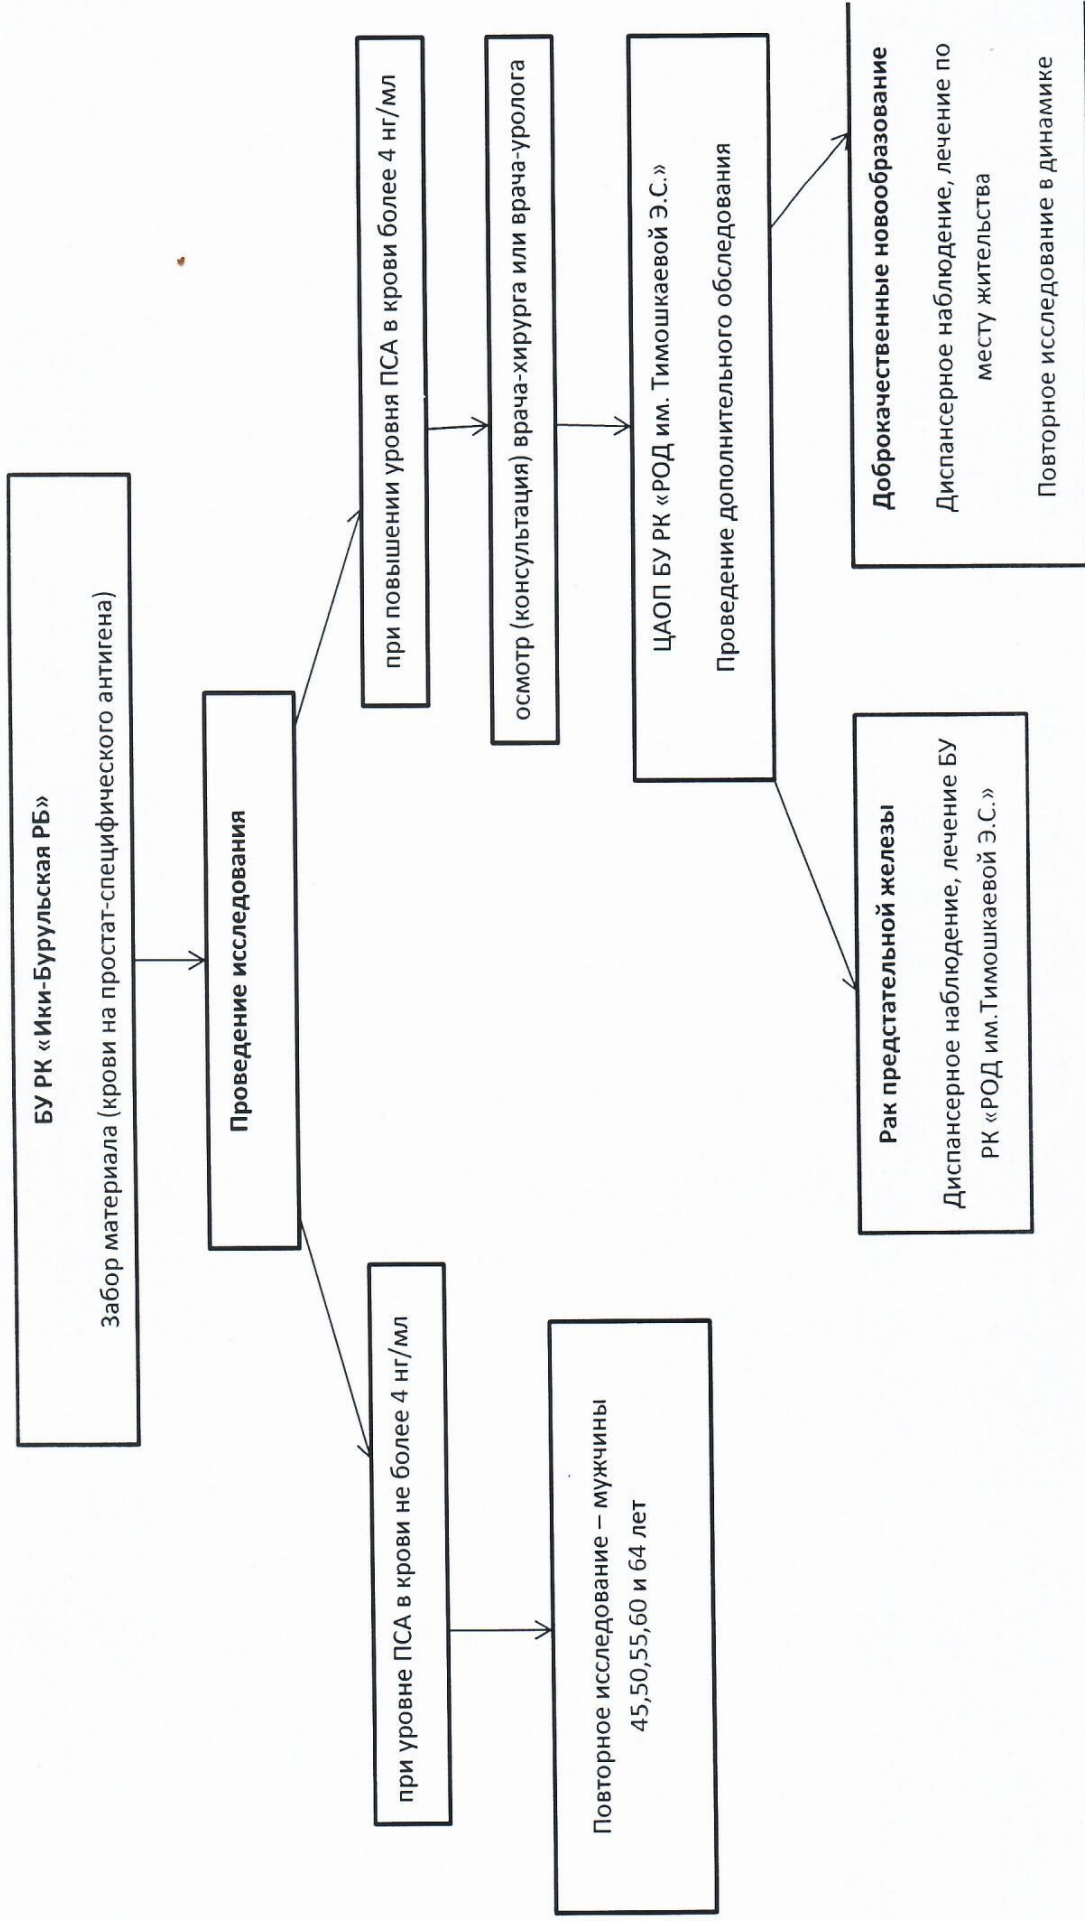 БУ РК «Ики-Бурульская РБ»
Забор материала (крови на простат-специфического антигена)
Проведение исследования
при уровне ПСА в крови не более 4 нг/мл
Повторное исследование – мужчины
45,50,55,60 и 64 лет
при повышении уровня ПСА в крови более 4 нг/мл
осмотр (консультация) врача-хирурга или врача-уролога
ЦАОП БУ РК «РОД им. Тимошкаевой Э.С.»
Проведение дополнительного обследования
Рак предстательной железы
Диспансерное наблюдение, лечение БУ
РК «РОД им.Тимошкаевой Э.С.»
Доброкачественные новообразование
Диспансерное наблюдение, лечение по
месту жительства
Повторное исследование в динамике